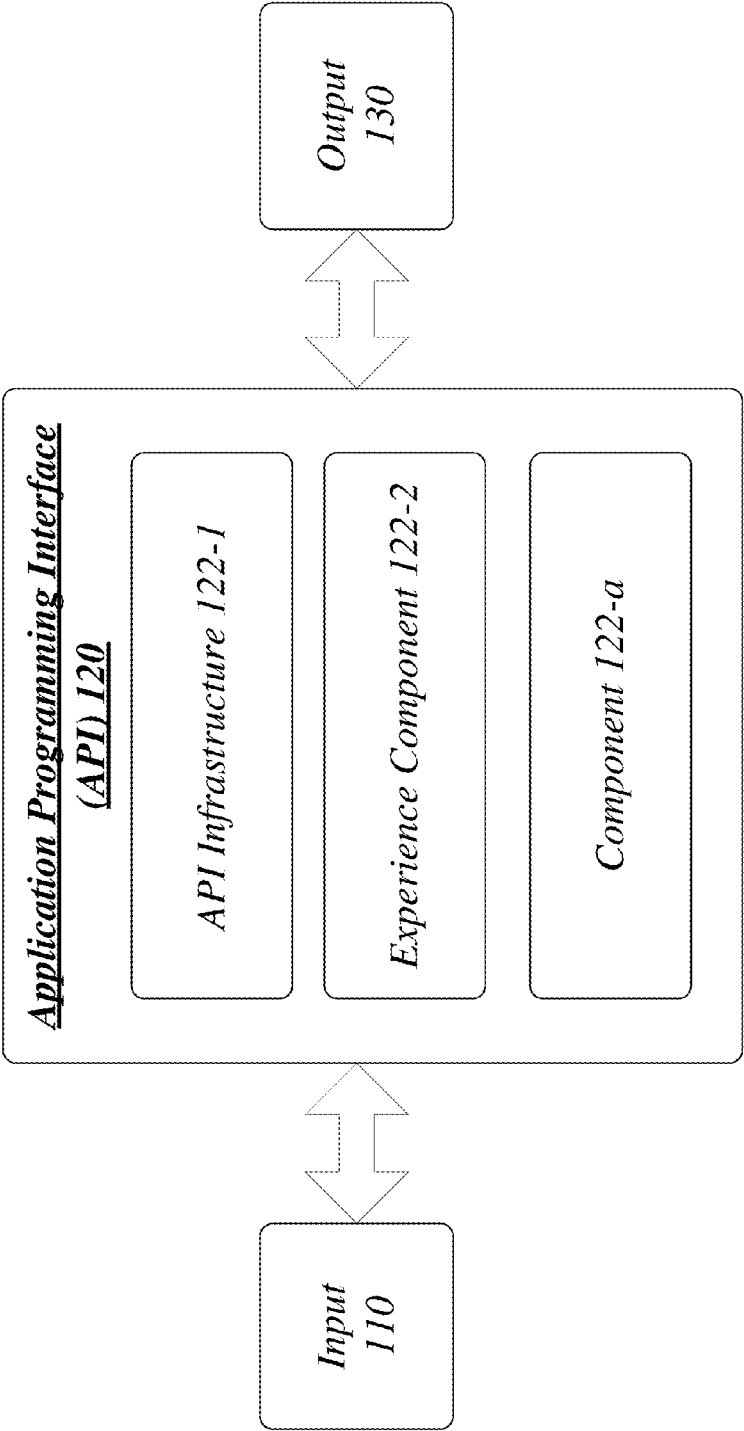 Application Programming Interface
(API) 120
Input
110
API Infrastructure 122-1
Experience Component 122-2
Component 122-a
Output
130